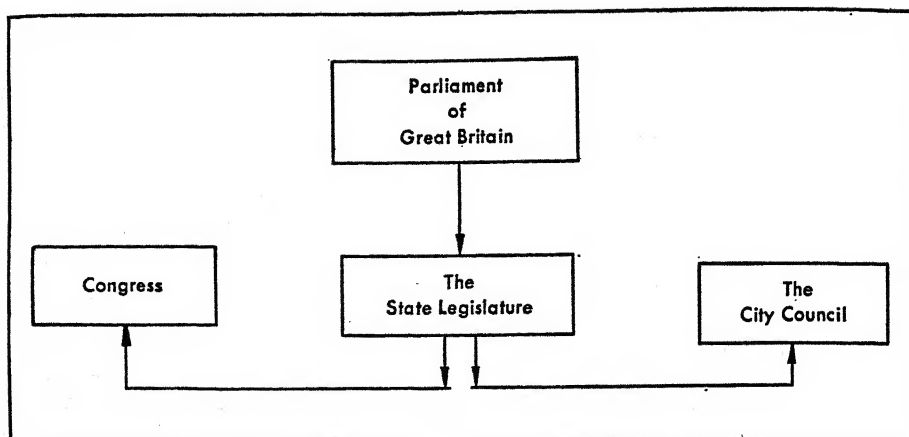 Parliament
of
Great Britain
Congress
The
State Legislature
The
City Council